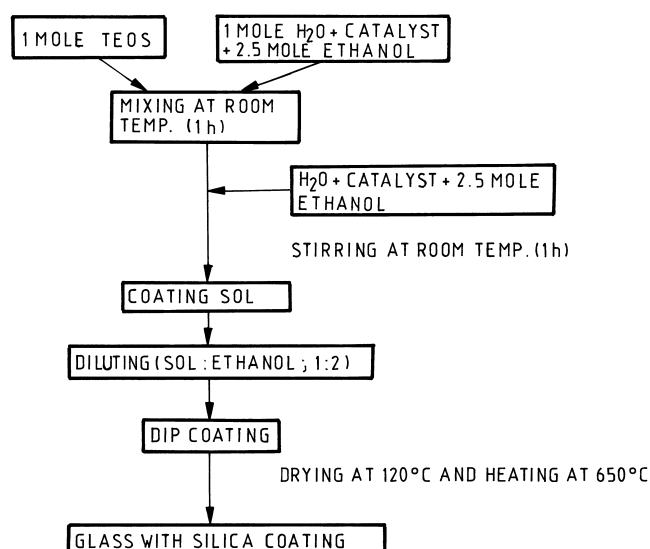 1 MOLE TEOS
1 MOLE H2O + CATALYST
+ 2.5 MOLE ETHANOL
MIXING AT ROOM
TEMP. (1h)
H2O + CATALYST + 2.5 MOLE
ETHANOL
STIRRING AT ROOM TEMP. (1h)
COATING SOL
DILUTING (SOL : ETHANOL ; 1:2)
DIP COATING
DRYING AT 120°C AND HEATING AT 650°C
GLASS WITH SILICA COATING